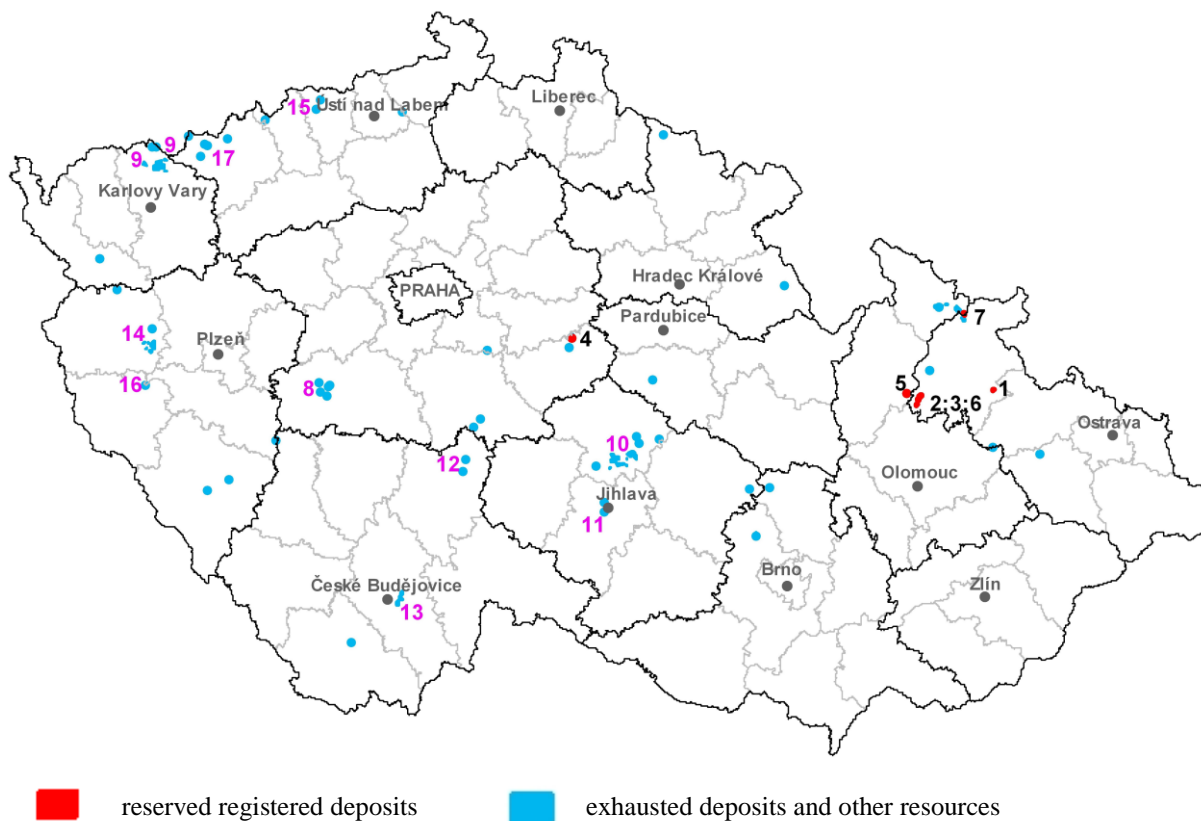 Liberec
15
Ústí nad Labem
9
9
17
Karlovy Vary
Hradec Králové
PRAHA
Pardubice
7
14
Plzeň
4
16
8
5
1
2;3;6
Ostrava
10
12
Olomouc
Jihlava
11
Brno
České Budějovice
Zlín
13
reserved registered deposits
exhausted deposits and other resources